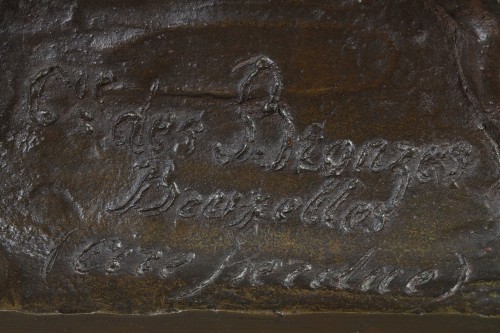 Cie des Bronzes
Bruxelles
(Cire perdue)